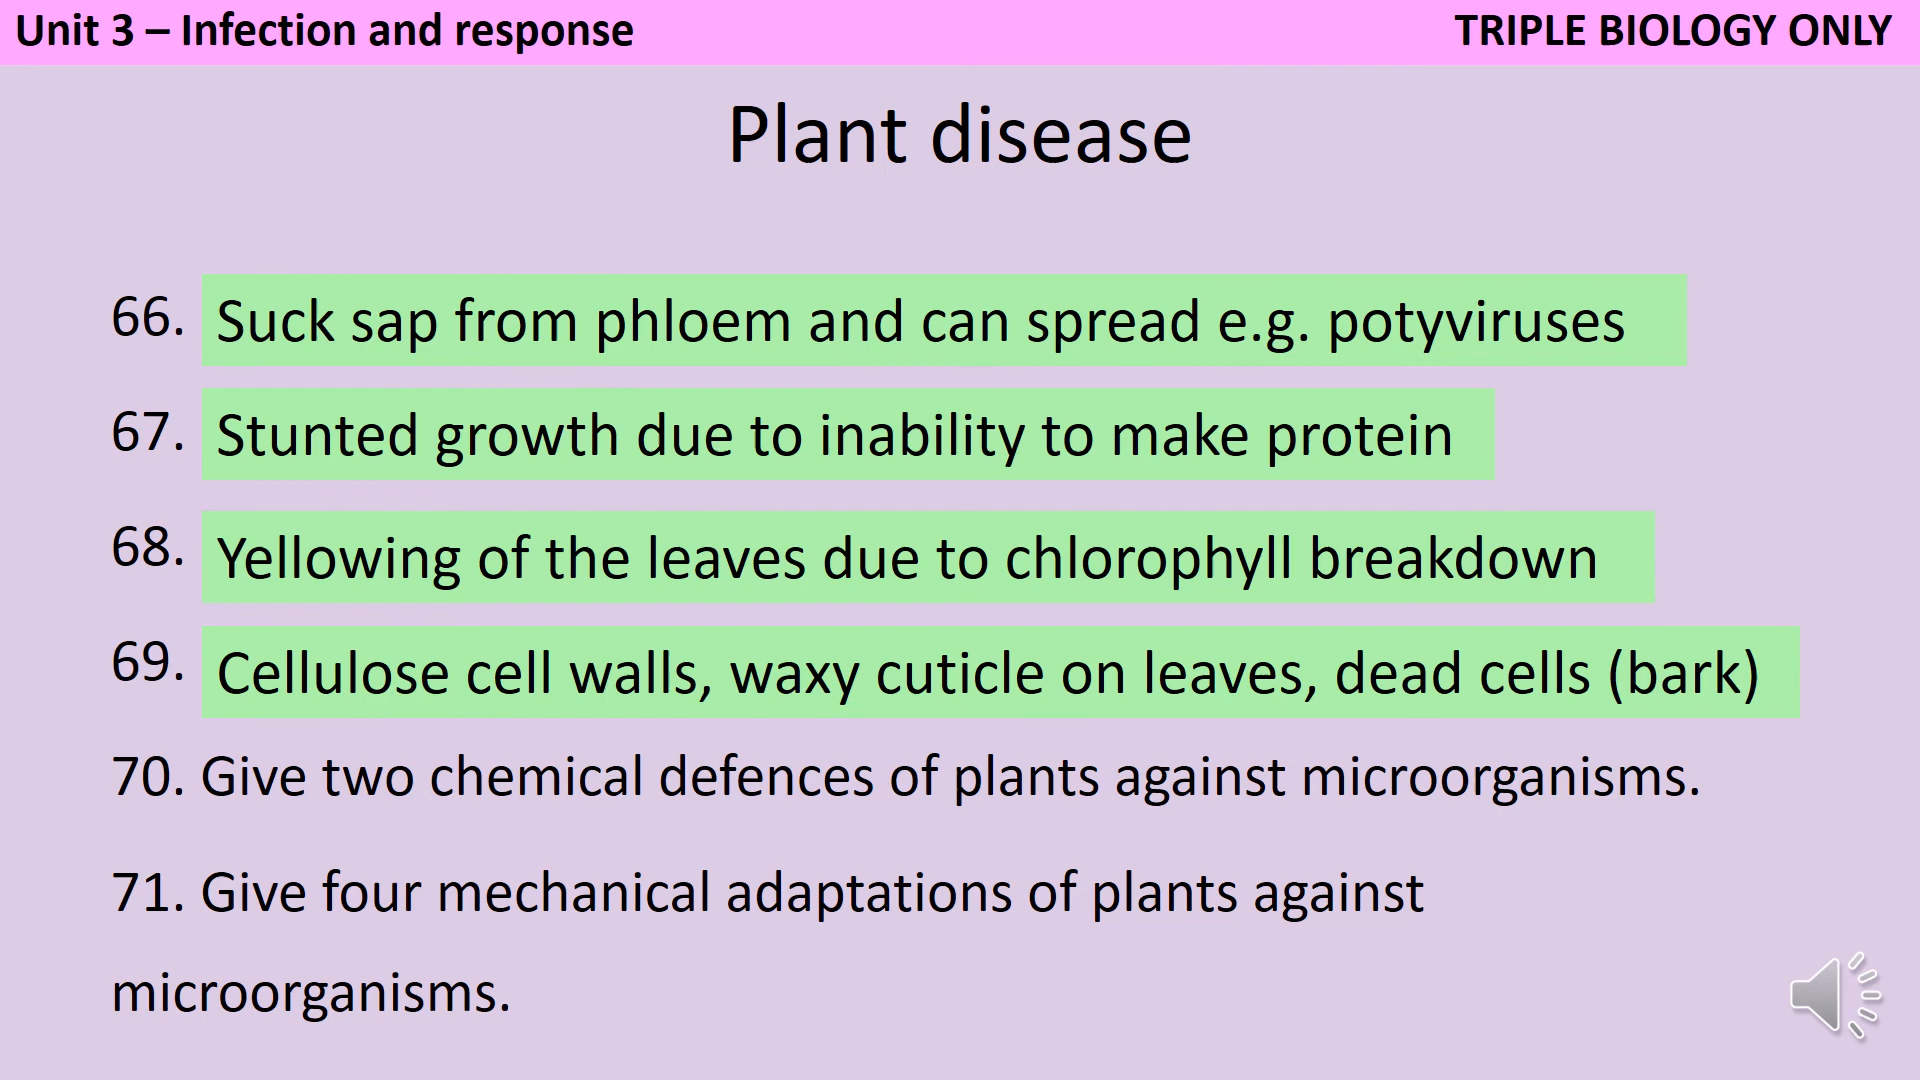 Unit 3 – Infection and response
TRIPLE BIOLOGY ONLY
Plant disease
66. Suck sap from phloem and can spread e.g. potyviruses
67. Stunted growth due to inability to make protein
68. Yellowing of the leaves due to chlorophyll breakdown
69. Cellulose cell walls, waxy cuticle on leaves, dead cells (bark)
70. Give two chemical defences of plants against microorganisms.
71. Give four mechanical adaptations of plants against
microorganisms.